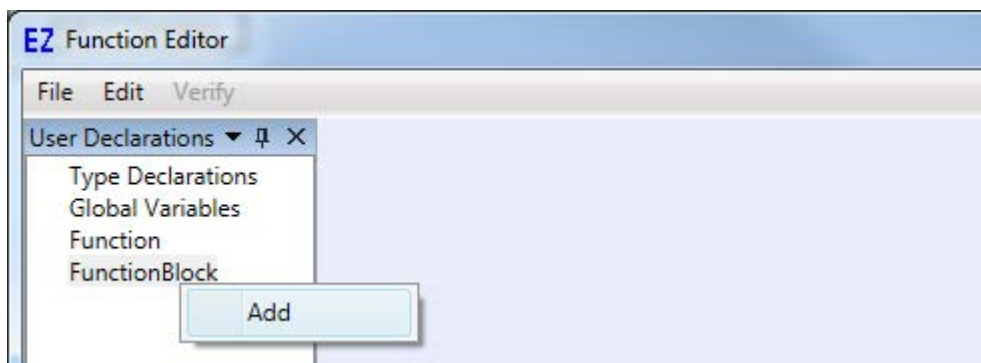 EZ Function Editor
File Edit Verify
User Declarations
Type Declarations
Global Variables
Function
FunctionBlock
Add